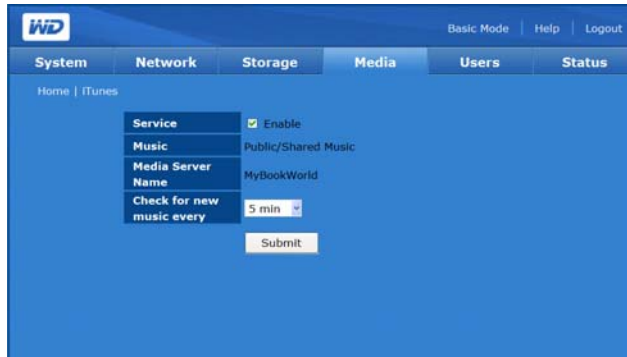 WD
Basic Mode | Help | Logout
System Network Storage Media Users Status
Home | iTunes
Service Enable
Music Public/Shared Music
Media Server
Name
MyBookWorld
Check for new
music every
5 min
Submit